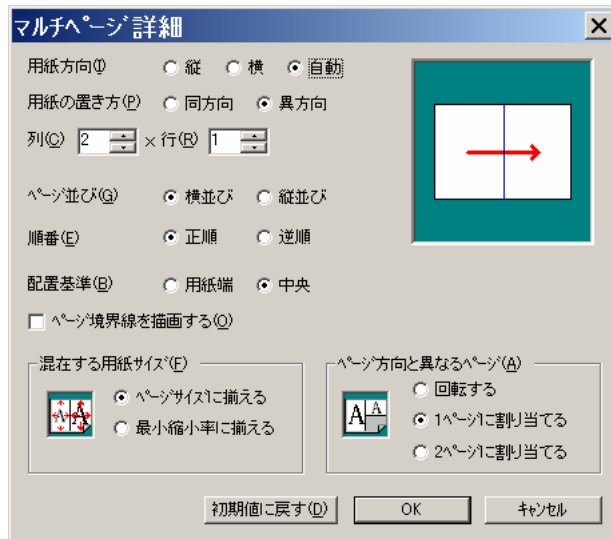 マルチページ詳細
用紙方向(I) 縦 横 自動
用紙の置き方(P) 同方向 異方向
列(C) 2 × 行(R) 1
ページ並び(G) 横並び 縦並び
順番(E) 正順 逆順
配置基準(B) 用紙端 中央
ページ境界線を描画する(O)
混在する用紙サイズ(F)
A A
ページサイズに揃える
最小縮小率に揃える
ページ方向と異なるページ(A)
A A
回転する
1ページに割り当てる
2ページに割り当てる
初期値に戻す(D) OK キャンセル